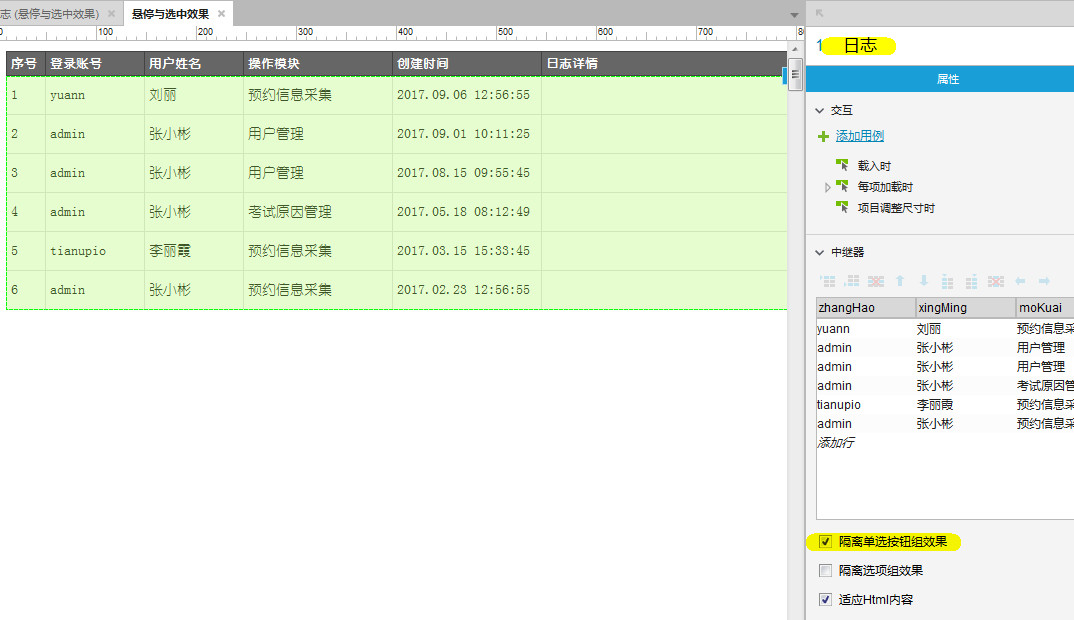 志 (悬停与选中效果) × 悬停与选中效果 ×
0 100 200 300 400 500 600 700
1 日志
属性
序号 登录账号 用户姓名 操作模块 创建时间 日志详情
1 yuann 刘丽 预约信息采集 2017.09.06 12:56:55
2 admin 张小彬 用户管理 2017.09.01 10:11:25
3 admin 张小彬 用户管理 2017.08.15 09:55:45
4 admin 张小彬 考试原因管理 2017.05.18 08:12:49
5 tianupio 李丽霞 预约信息采集 2017.03.15 15:33:45
6 admin 张小彬 预约信息采集 2017.02.23 12:56:55
交互
添加用例
载入时
每项加载时
项目调整尺寸时
中继器
zhangHao xingMing moKuai
yuann 刘丽 预约信息采
admin 张小彬 用户管理
admin 张小彬 用户管理
admin 张小彬 考试原因管
tianupio 李丽霞 预约信息采
admin 张小彬 预约信息采
添加行
隔离单选按钮组效果
隔离选项组效果
适应Html内容